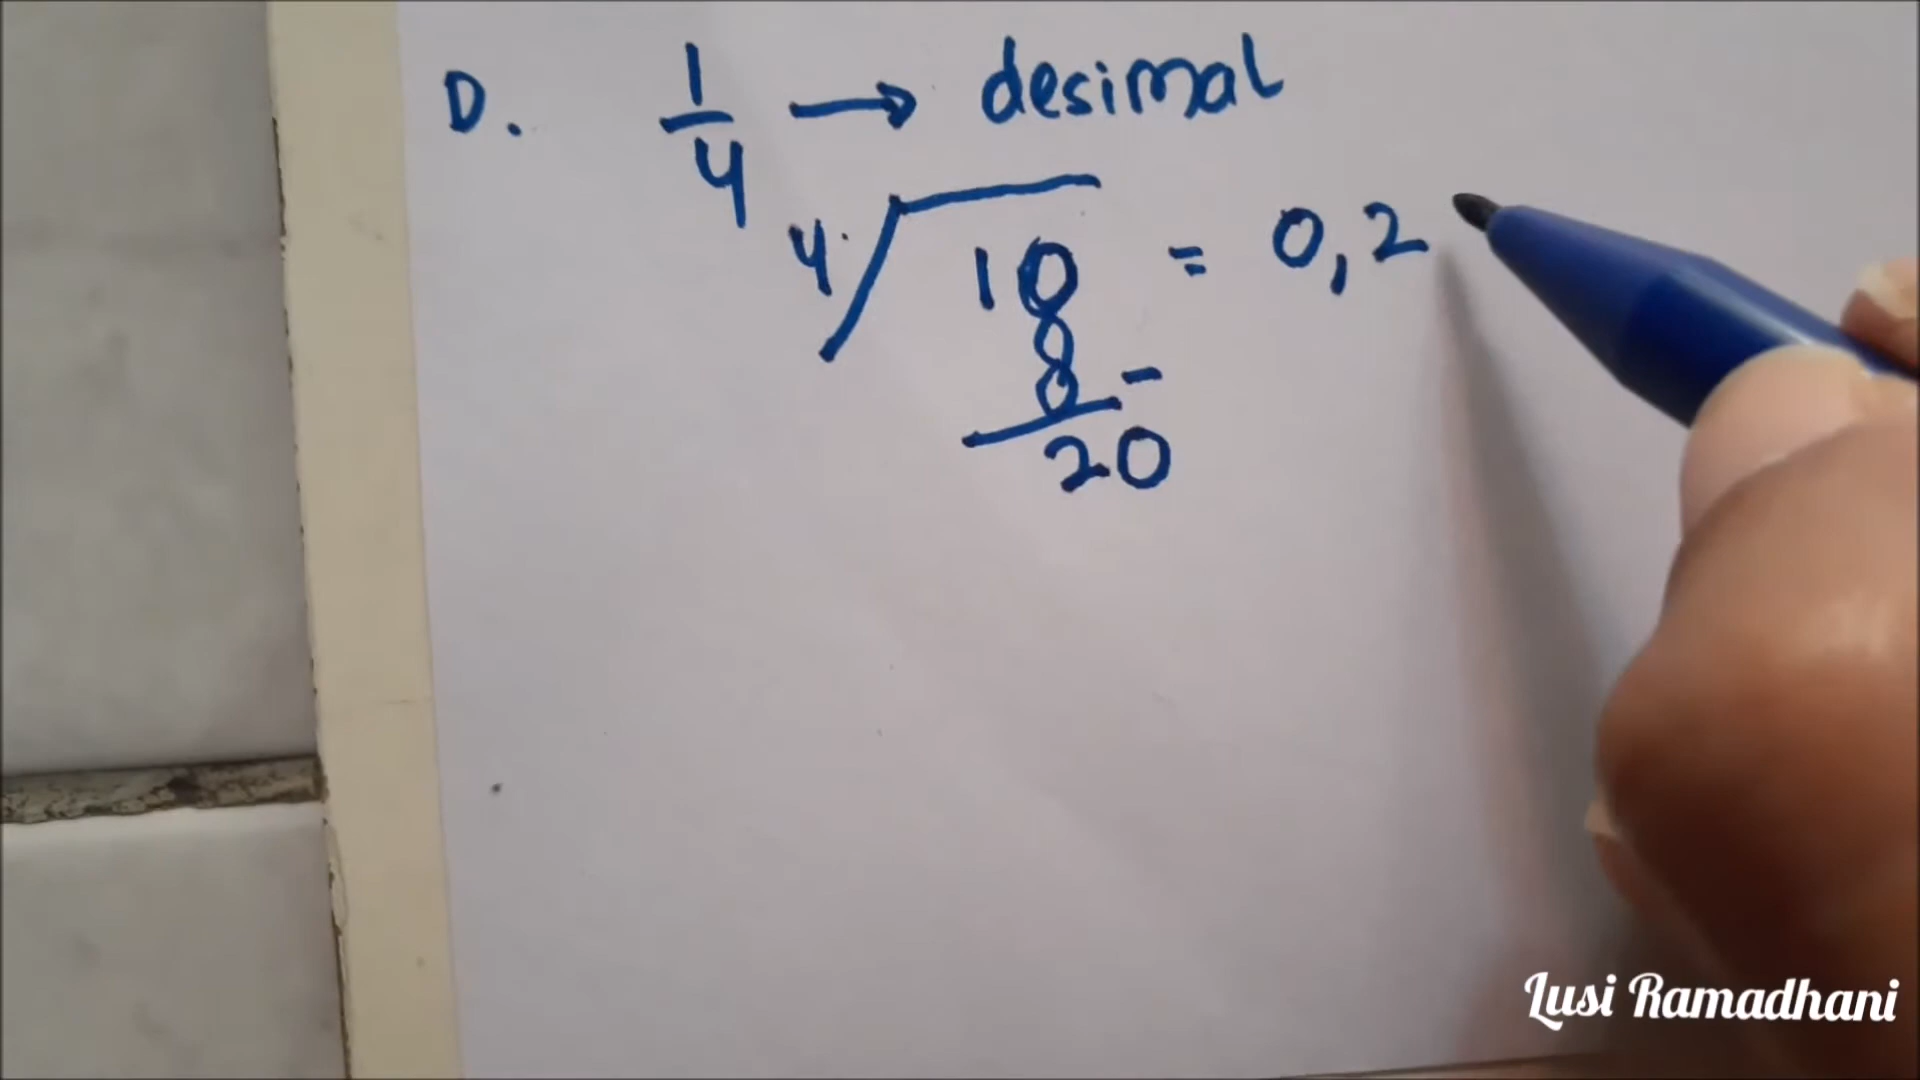 D. 1/4 → desimal
4 10 = 0,2
8 -
20
Lusi Ramadhani